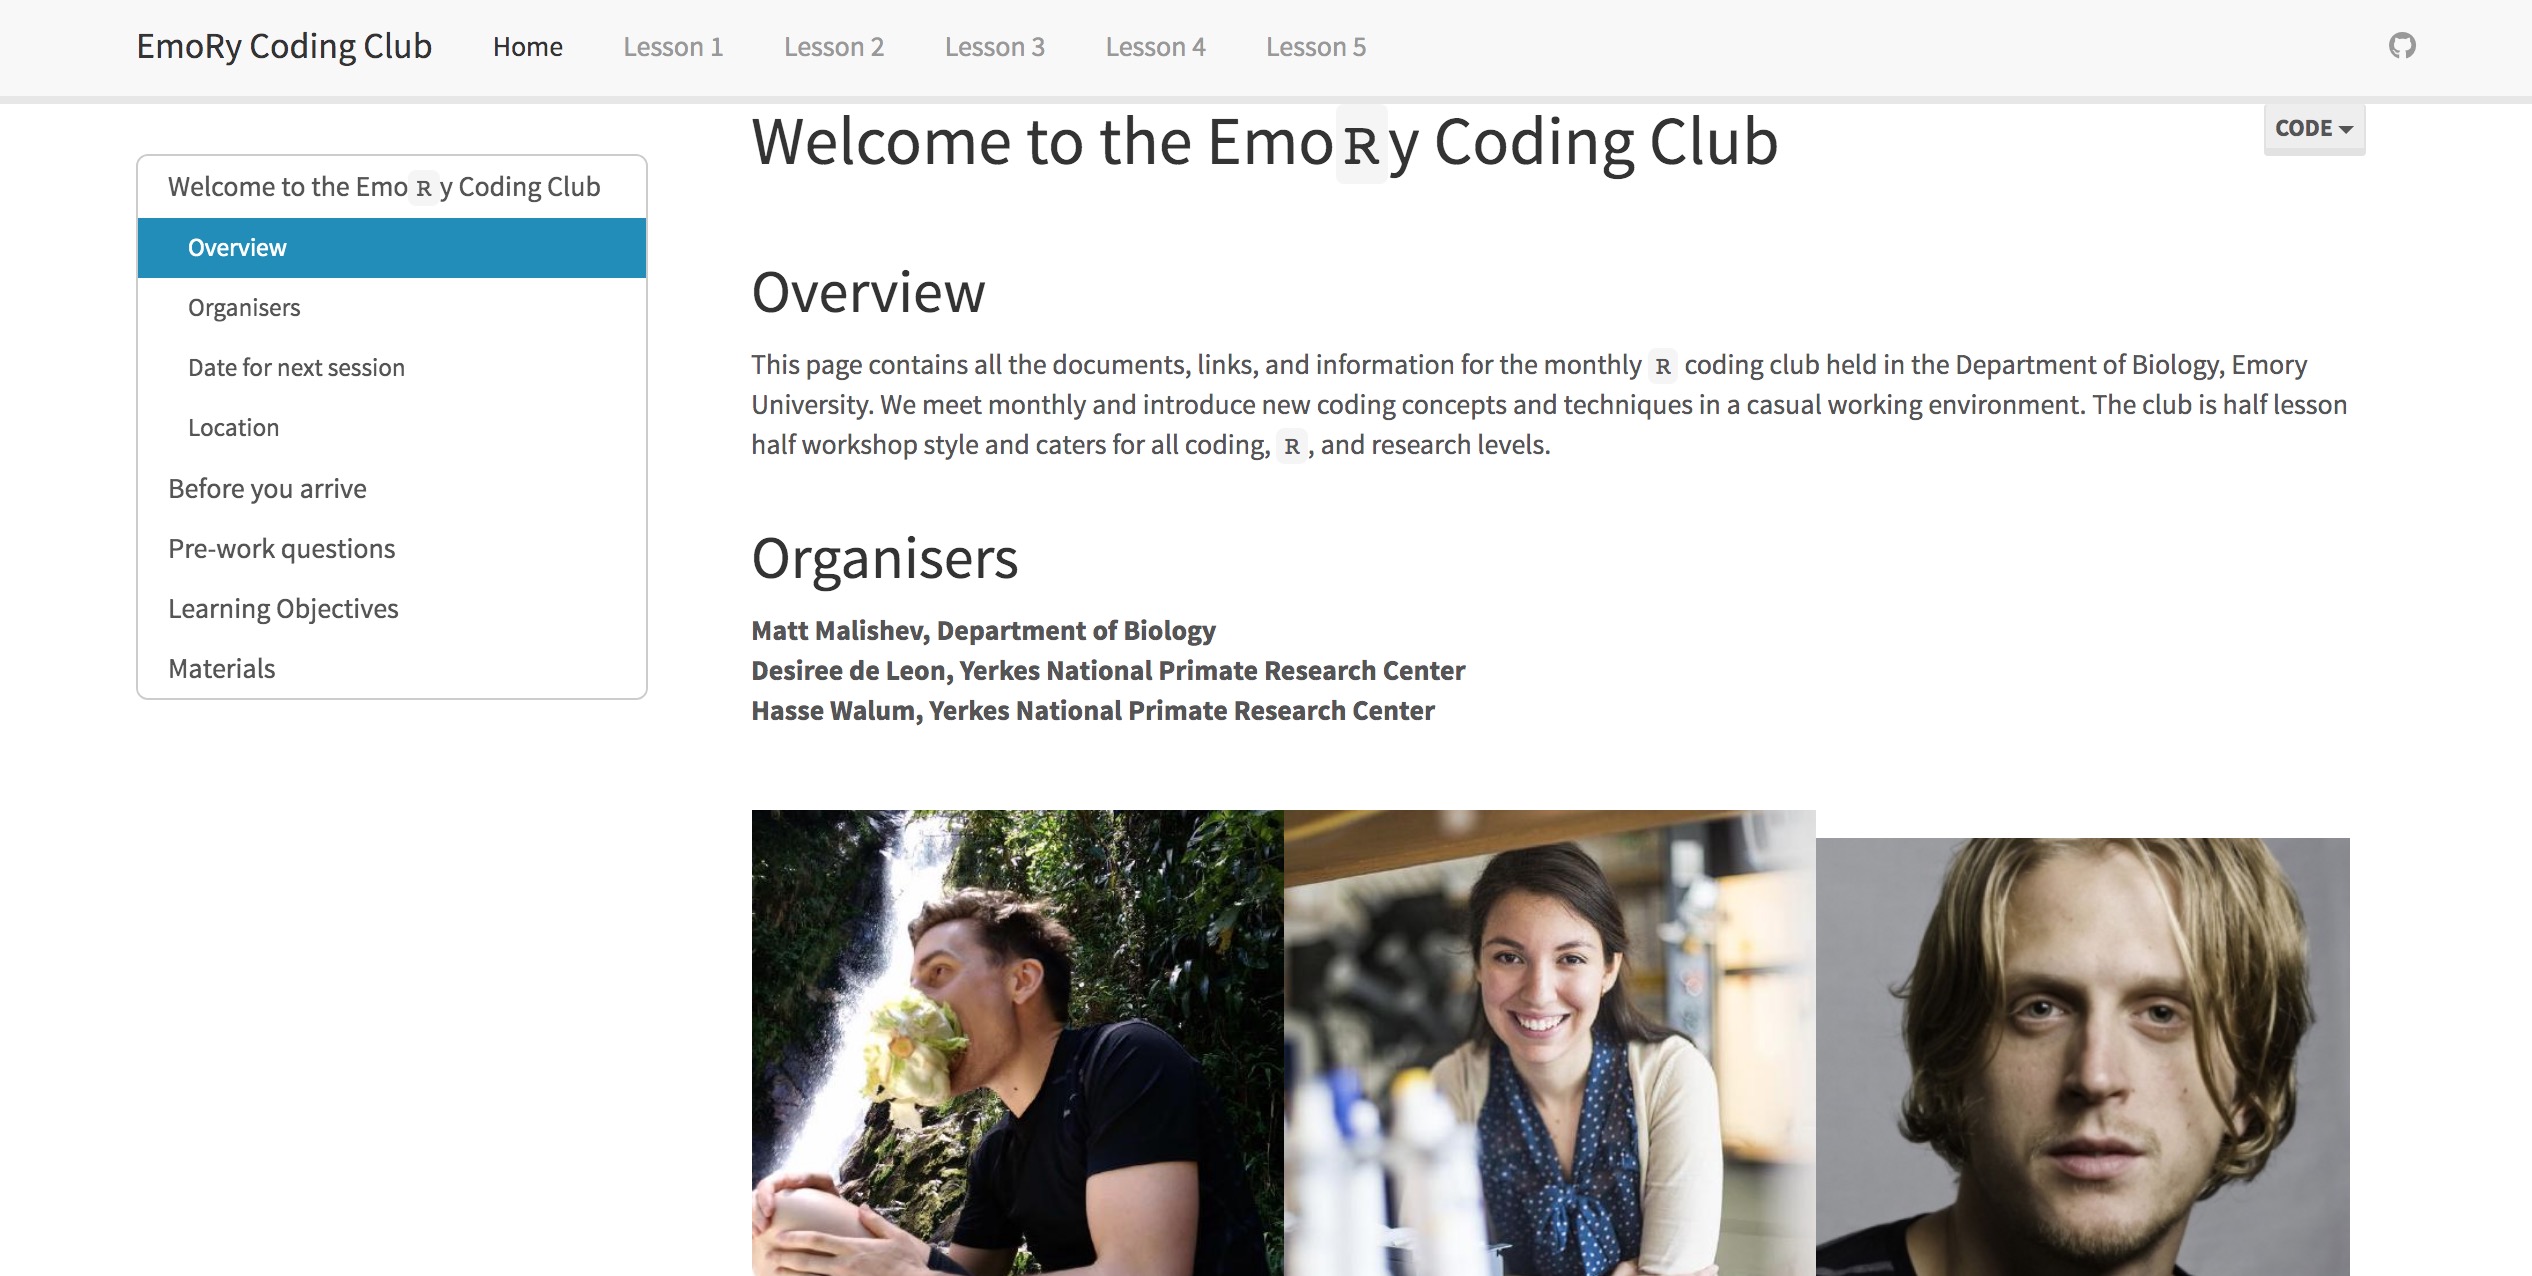 EmoRy Coding Club Home Lesson 1 Lesson 2 Lesson 3 Lesson 4 Lesson 5
Welcome to the EmoRy Coding Club
Overview
Organisers
Date for next session
Location
Before you arrive
Pre-work questions
Learning Objectives
Materials
Welcome to the EmoRy Coding Club
CODE
Overview
This page contains all the documents, links, and information for the monthly R coding club held in the Department of Biology, Emory
University. We meet monthly and introduce new coding concepts and techniques in a casual working environment. The club is half lesson
half workshop style and caters for all coding, R , and research levels.
Organisers
Matt Malishev, Department of Biology
Desiree de Leon, Yerkes National Primate Research Center
Hasse Walum, Yerkes National Primate Research Center